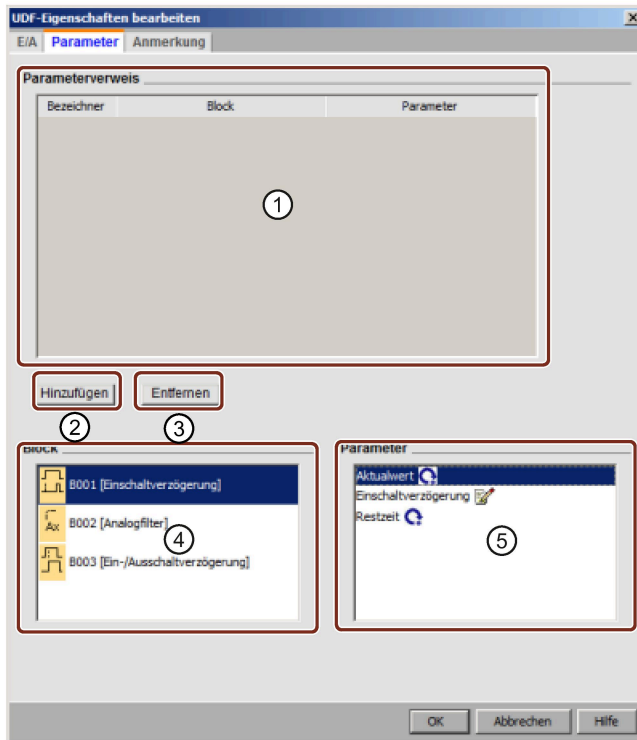 UDF-Eigenschaften bearbeiten
E/A Parameter Anmerkung
Parameterverweis
Bezeichner Block Parameter
1
Hinzufügen Entfernen
2 3
Block Parameter
B001 [Einschaltverzögerung]
B002 [Analogfilter]
B003 [Ein-/Ausschaltverzögerung]
4
Aktualwert
Einschaltverzögerung
Restzeit
5
OK Abbrechen Hilfe